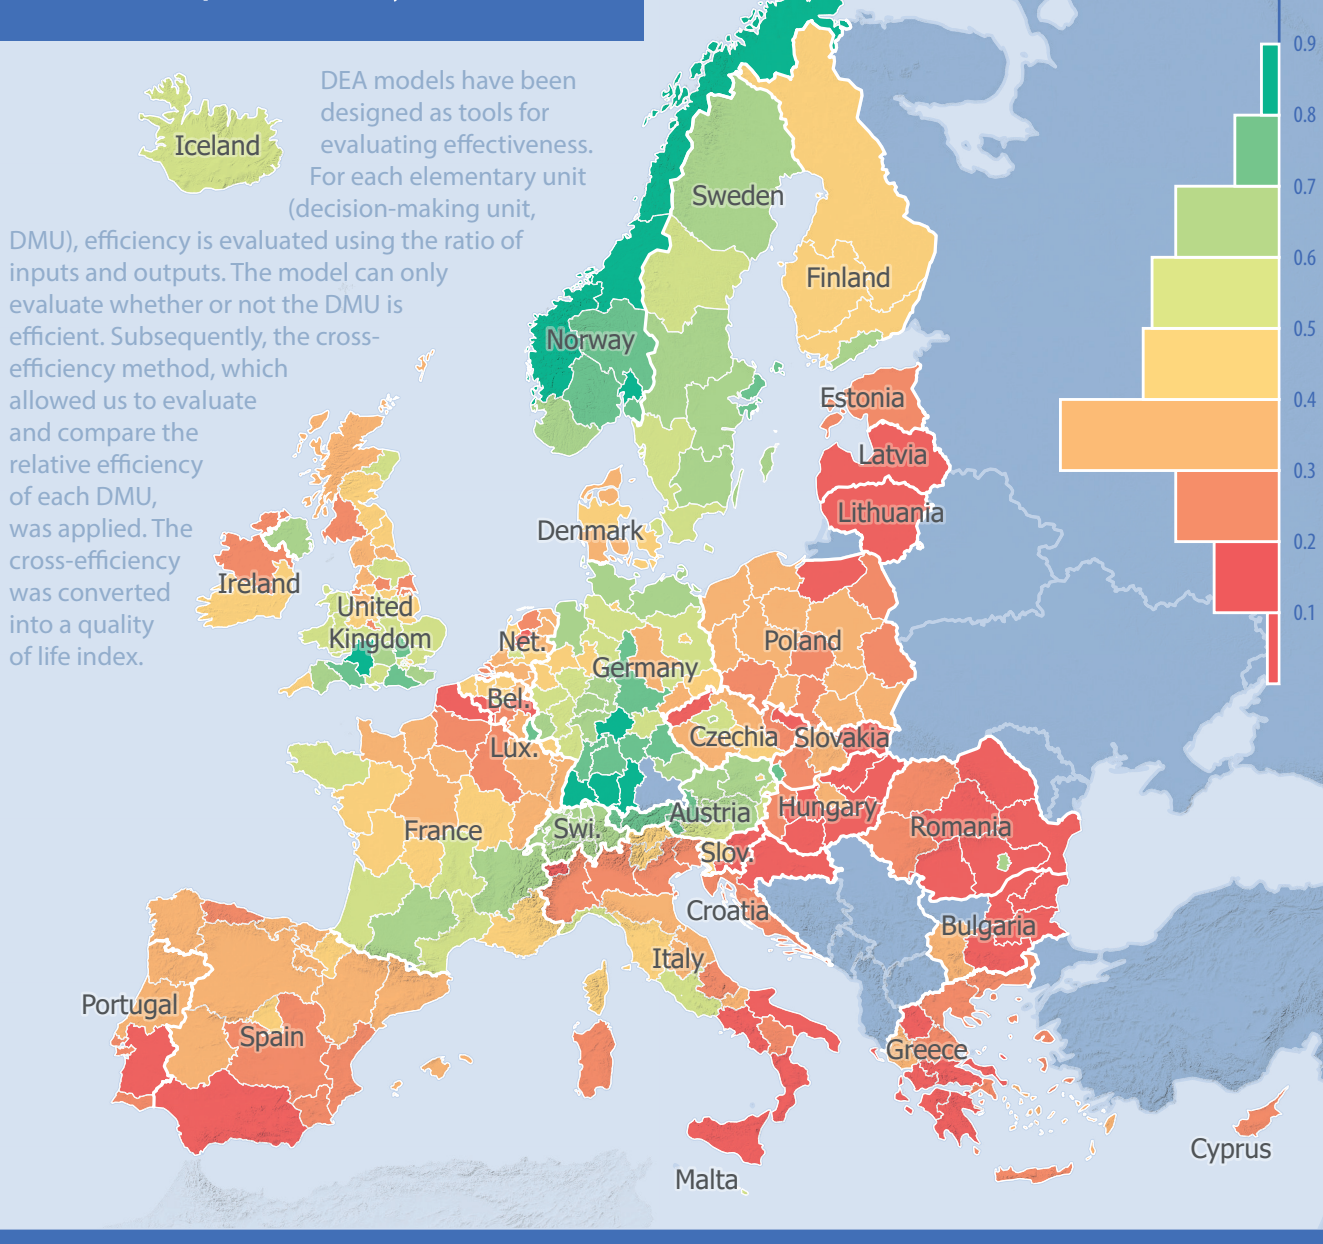 DEA models have been
designed as tools for
evaluating effectiveness.
For each elementary unit
(decision-making unit,
DMU), efficiency is evaluated using the ratio of
inputs and outputs. The model can only
evaluate whether or not the DMU is
efficient. Subsequently, the cross-
efficiency method, which
allowed us to evaluate
and compare the
relative efficiency
of each DMU,
was applied. The
cross-efficiency
was converted
into a quality
of life index.
Iceland
Sweden
Finland
Norway
Estonia
Latvia
Lithuania
Denmark
Ireland
United
Kingdom
Net.
Germany
Poland
Bel.
Lux.
Czechia
Slovakia
France
Swi.
Austria
Hungary
Romania
Slov.
Croatia
Bulgaria
Italy
Portugal
Spain
Greece
Cyprus
Malta
0.9
0.8
0.7
0.6
0.5
0.4
0.3
0.2
0.1